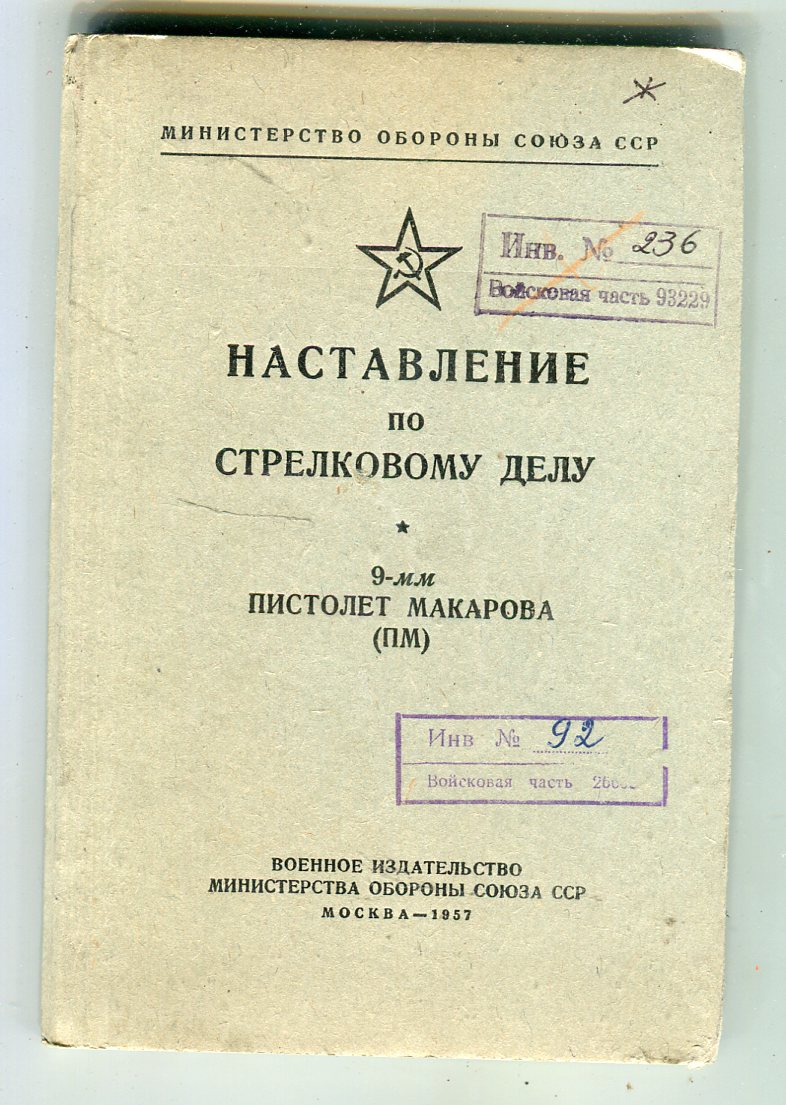 МИНИСТЕРСТВО ОБОРОНЫ СОЮЗА ССР
Инв. № 236
Войсковая часть 93229
НАСТАВЛЕНИЕ
ПО
СТРЕЛКОВОМУ ДЕЛУ
9-мм
ПИСТОЛЕТ МАКАРОВА
(ПМ)
Инв № 92
Войсковая часть
ВОЕННОЕ ИЗДАТЕЛЬСТВО
МИНИСТЕРСТВА ОБОРОНЫ СОЮЗА ССР
МОСКВА—1957